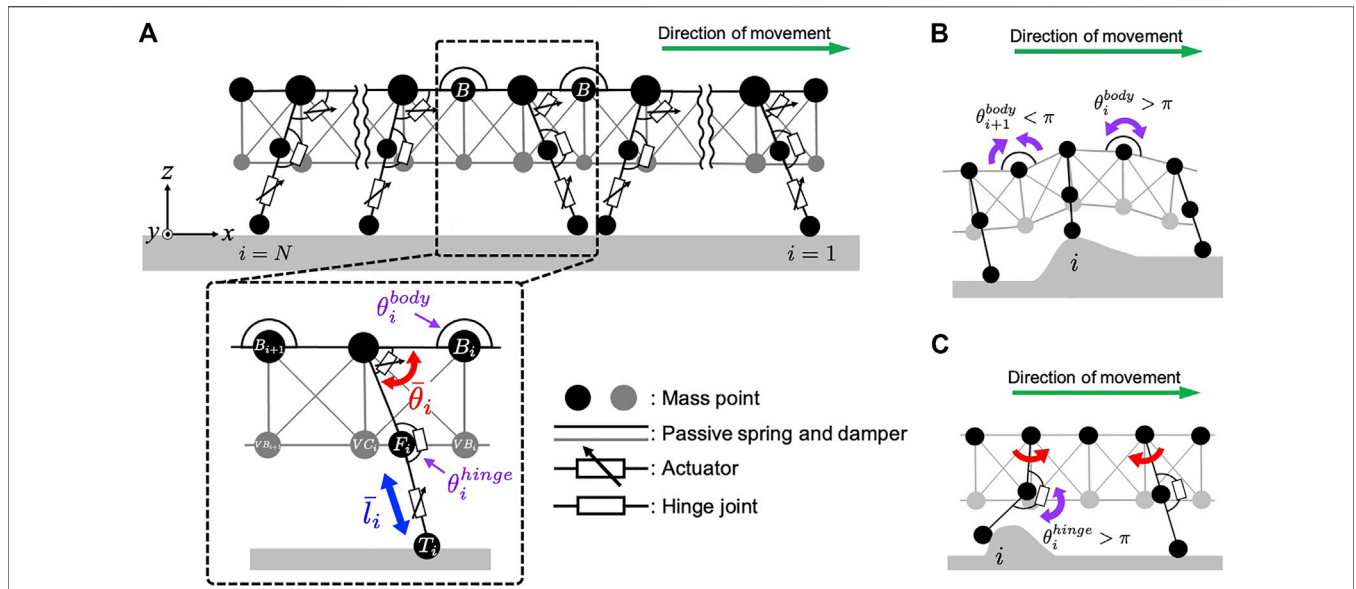 A
Direction of movement
B
B
z
y
x
i = N
i = 1
θ_i^{body}
B_{i+1}
B_i
θ̄_i
VB_{i+1}
VC_i
F_i
VB_i
θ_i^{hinge}
l̄_i
T_i
: Mass point
: Passive spring and damper
: Actuator
: Hinge joint
B
Direction of movement
θ_{i+1}^{body} < π
θ_i^{body} > π
i
C
Direction of movement
θ_i^{hinge} > π
i